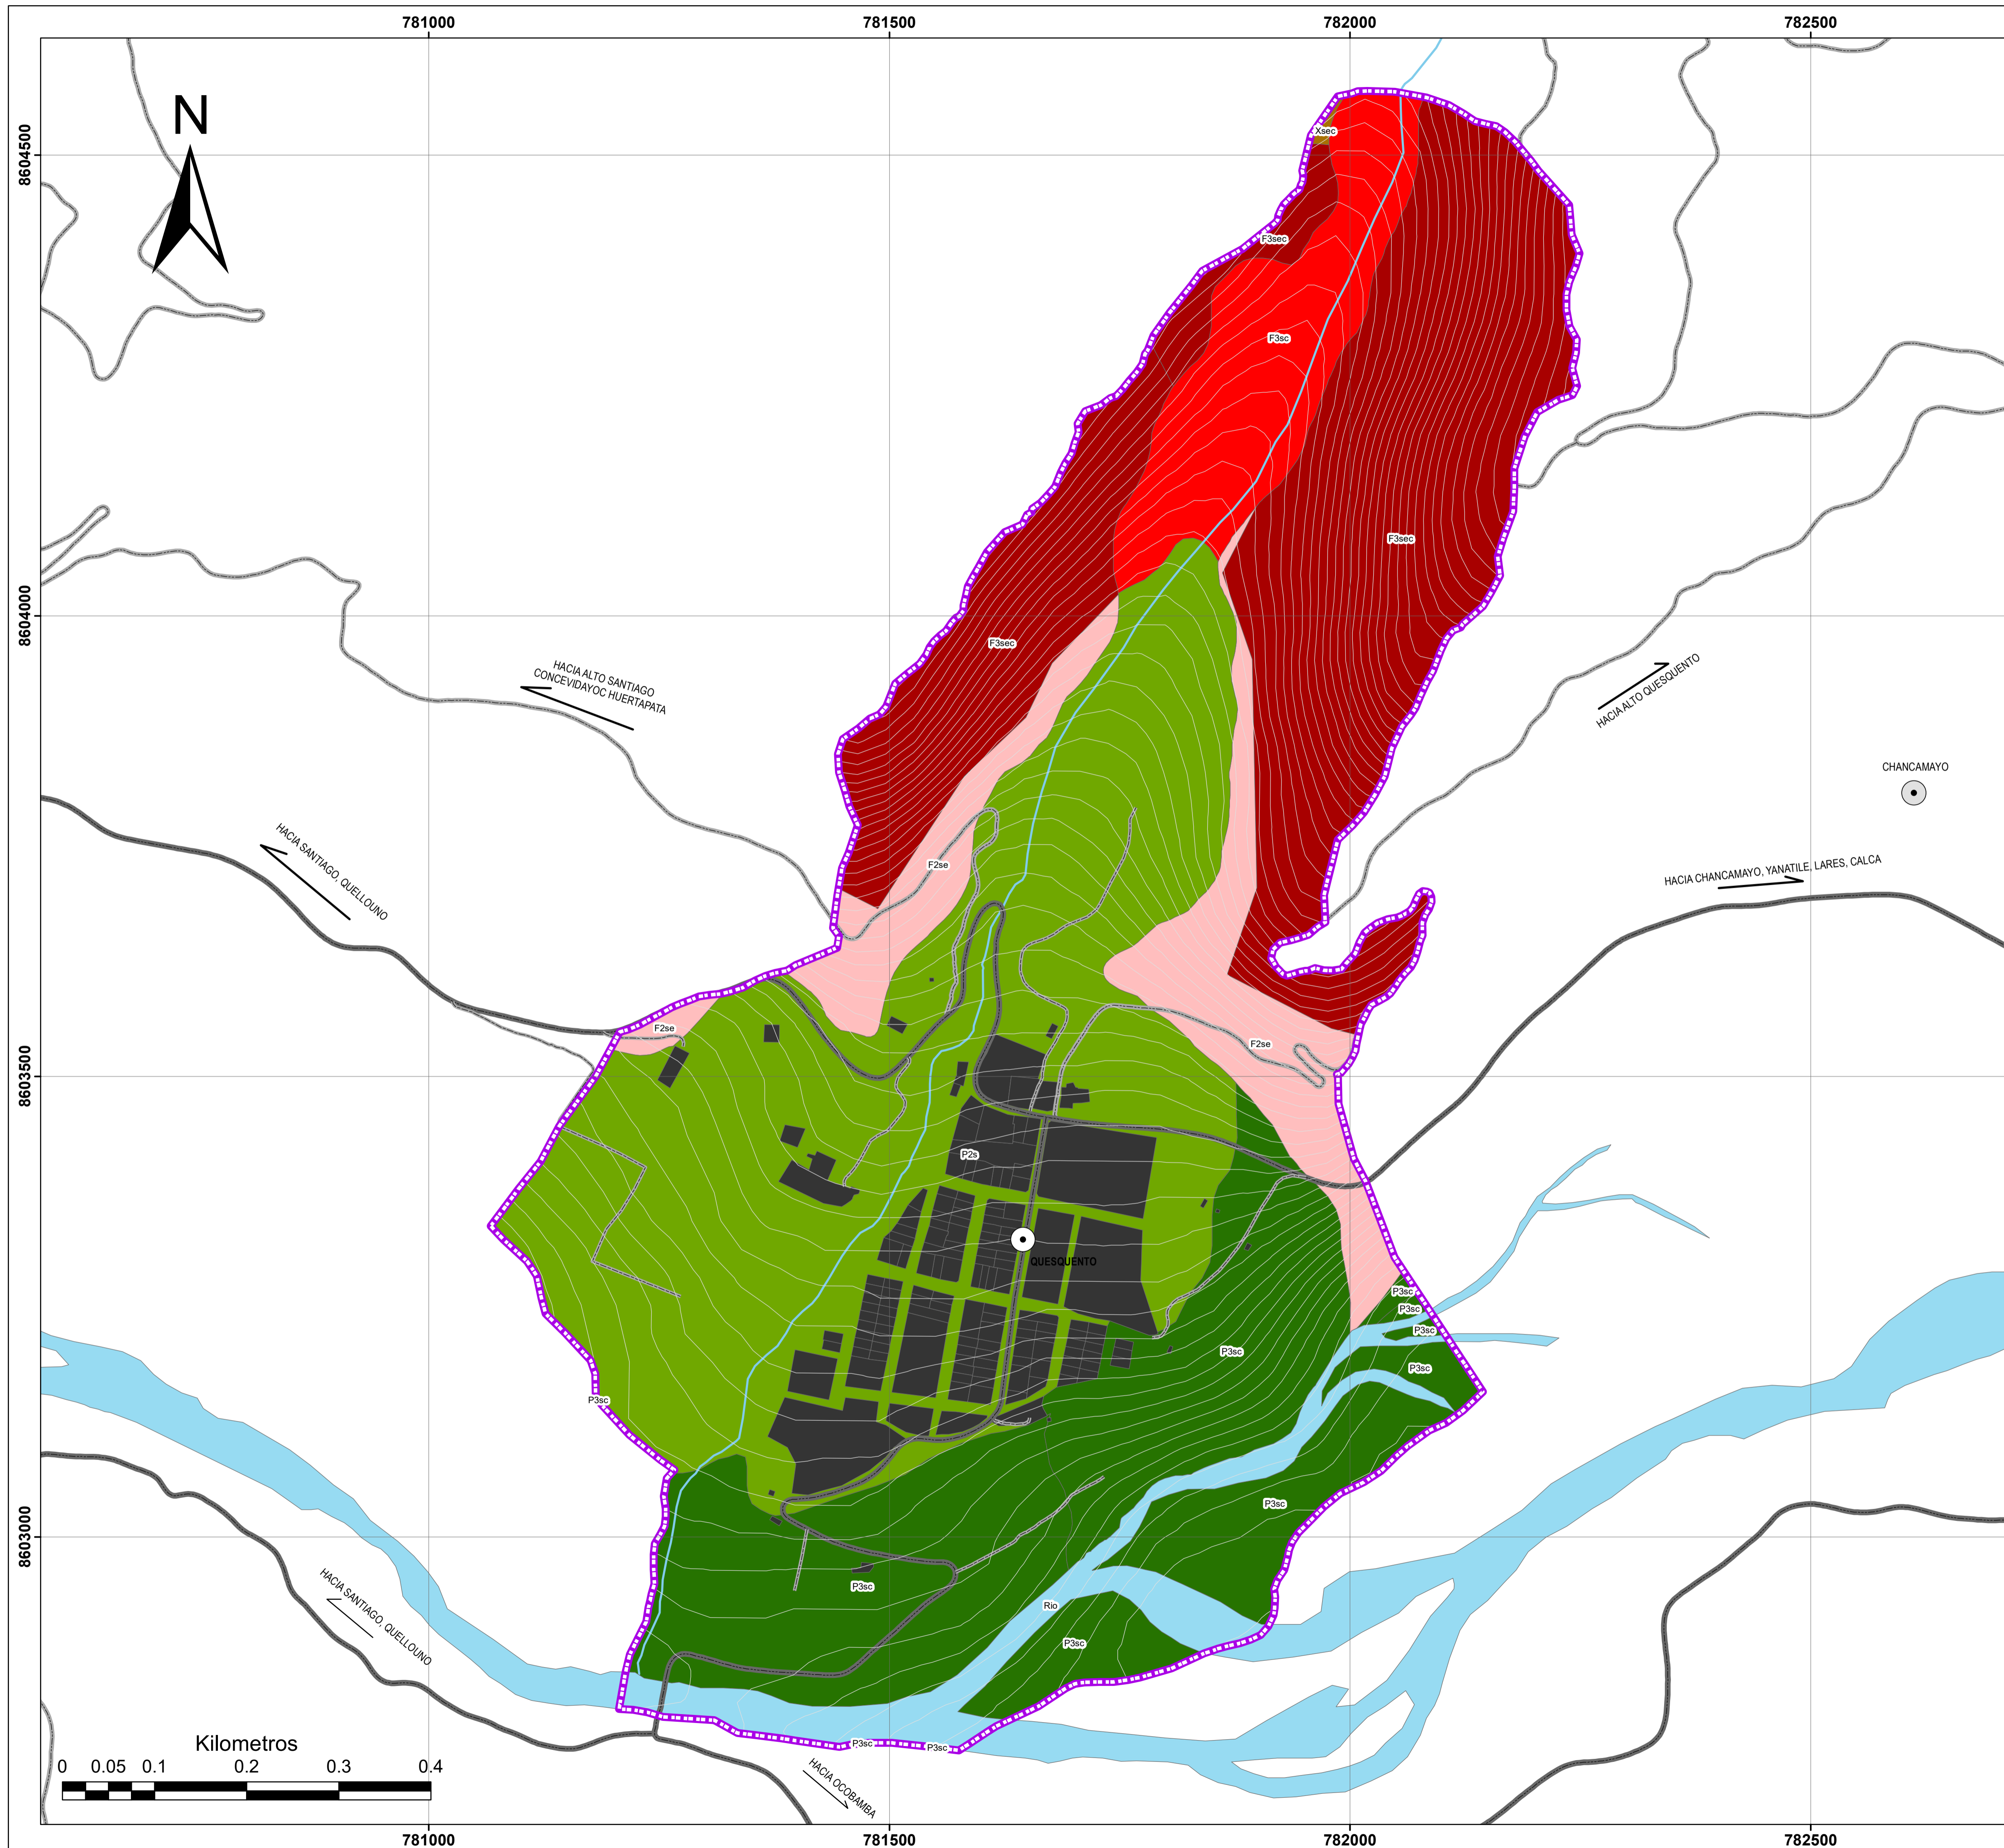 781000
781500
782000
782500
N
8604500
Xsec
F3sec
F3sc
F3sec
8604000
F3sec
HACIA ALTO SANTIAGO
CONCEVIDAYOC HUERTAPATA
HACIA ALTO QUESQUENTO
CHANCAMAYO
HACIA SANTIAGO, QUELLOUNO
F2se
HACIA CHANCAMAYO, YANATILE, LARES, CALCA
8603500
F2se
F2se
P2s
QUESQUENTO
P3sc
P3sc
P3sc
P3sc
P3sc
P3sc
P3sc
8603000
P3sc
HACIA SANTIAGO, QUELLOUNO
Rio
P3sc
P3sc
P3sc
HACIA OCOBAMBA
Kilometros
0 0.05 0.1 0.2 0.3 0.4
781000
781500
782000
782500